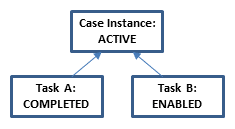 Case Instance:
ACTIVE
Task A:
COMPLETED
Task B:
ENABLED